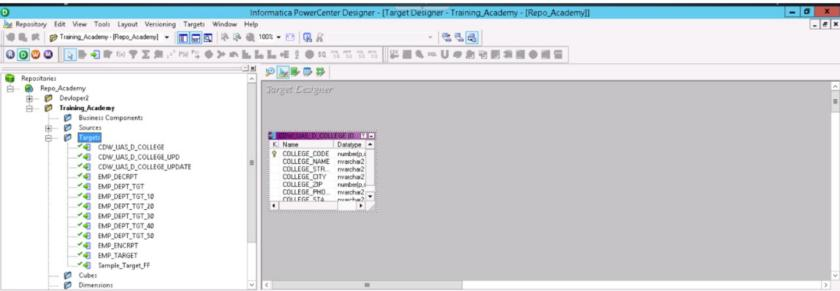 Informatica PowerCenter Designer - [Target Designer - Training_Academy - [Repo_Academy]]
Repository Edit View Tools Layout Versioning Targets Window Help
Training_Academy - [Repo_Academy] 100%
Repositories
Repo_Academy
Devloper2
Training_Academy
Business Components
Sources
Targets
CDW_UAS_D_COLLEGE
CDW_UAS_D_COLLEGE_UPD
CDW_UAS_D_COLLEGE_UPDATE
EMP_DECRPT
EMP_DEPT_TGT
EMP_DEPT_TGT_10
EMP_DEPT_TGT_20
EMP_DEPT_TGT_30
EMP_DEPT_TGT_40
EMP_DEPT_TGT_50
EMP_ENCRPT
EMP_TARGET
Sample_Target_FF
Cubes
Dimensions
Target Designer
CDW_UAS_D_COLLEGE (O
K Name Datatype
COLLEGE_CODE number(p,s
COLLEGE_NAME nvarchar2
COLLEGE_STR... nvarchar2
COLLEGE_CITY nvarchar2
COLLEGE_ZIP number(p,s
COLLEGE_PHO... nvarchar2
COLLEGE_STA nvarchar2